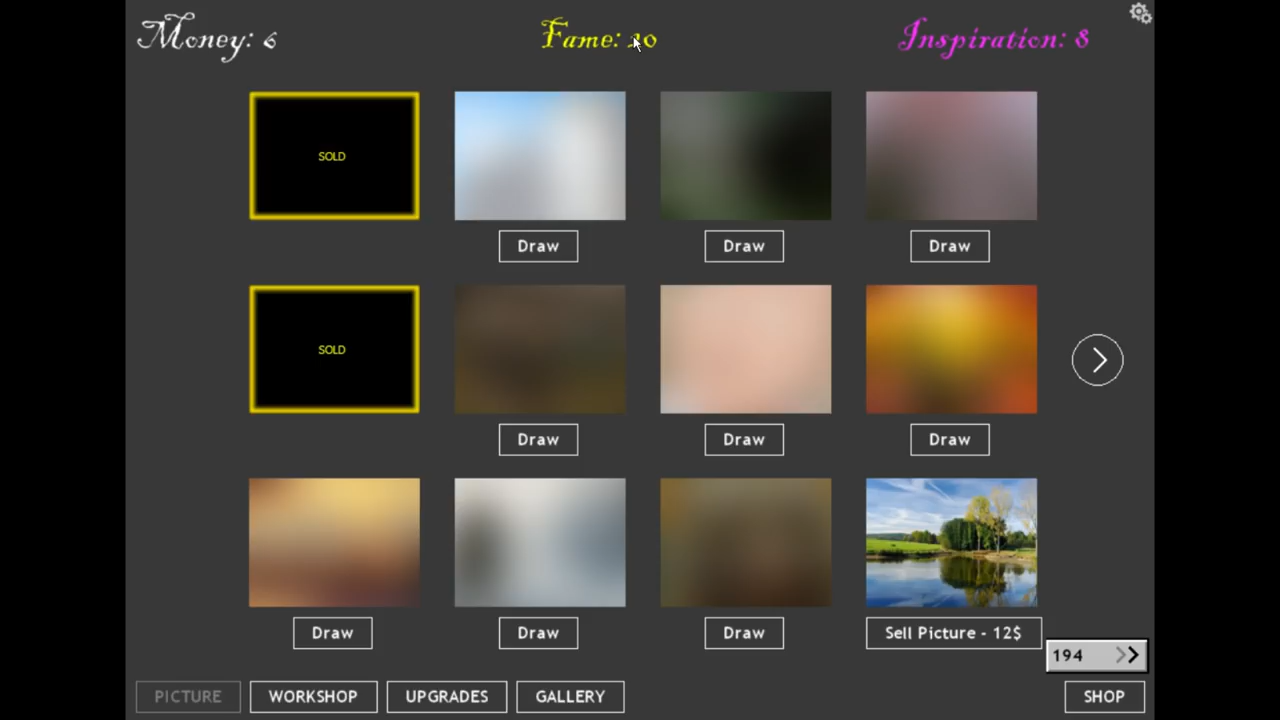 Money: 6
Fame: 20
Inspiration: 8
SOLD
Draw
Draw
Draw
SOLD
Draw
Draw
Draw
Draw
Draw
Draw
Sell Picture - 12$
194
PICTURE
WORKSHOP
UPGRADES
GALLERY
SHOP